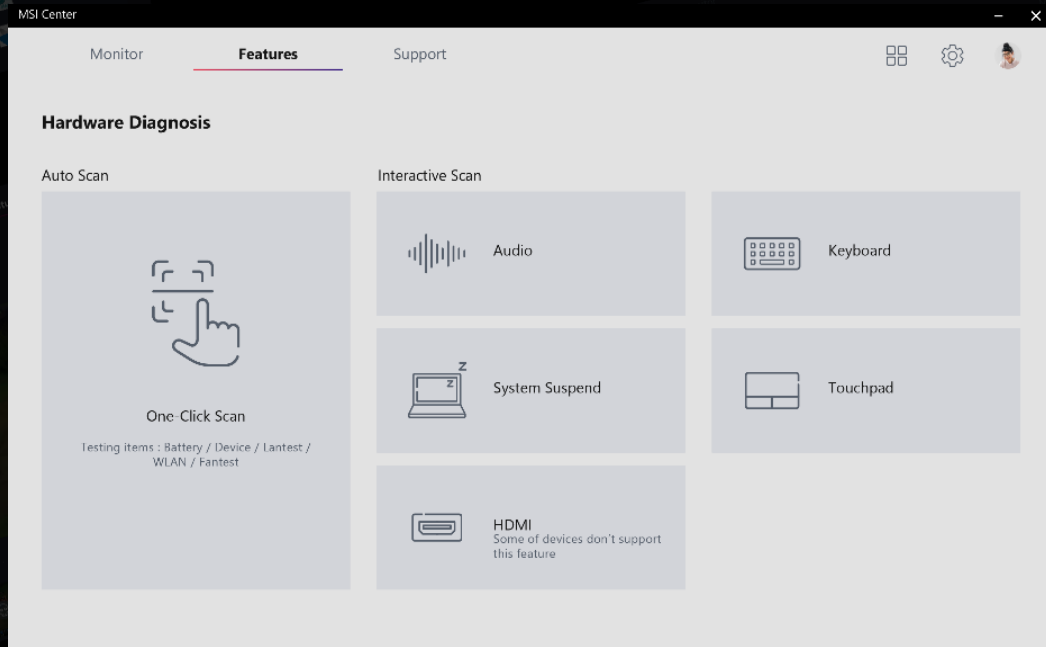 MSI Center
Monitor
Features
Support
Hardware Diagnosis
Auto Scan
Interactive Scan
One-Click Scan
Testing items : Battery / Device / Lantest /
WLAN / Fantest
Audio
Keyboard
z
z
System Suspend
Touchpad
HDMI
Some of devices don't support
this feature